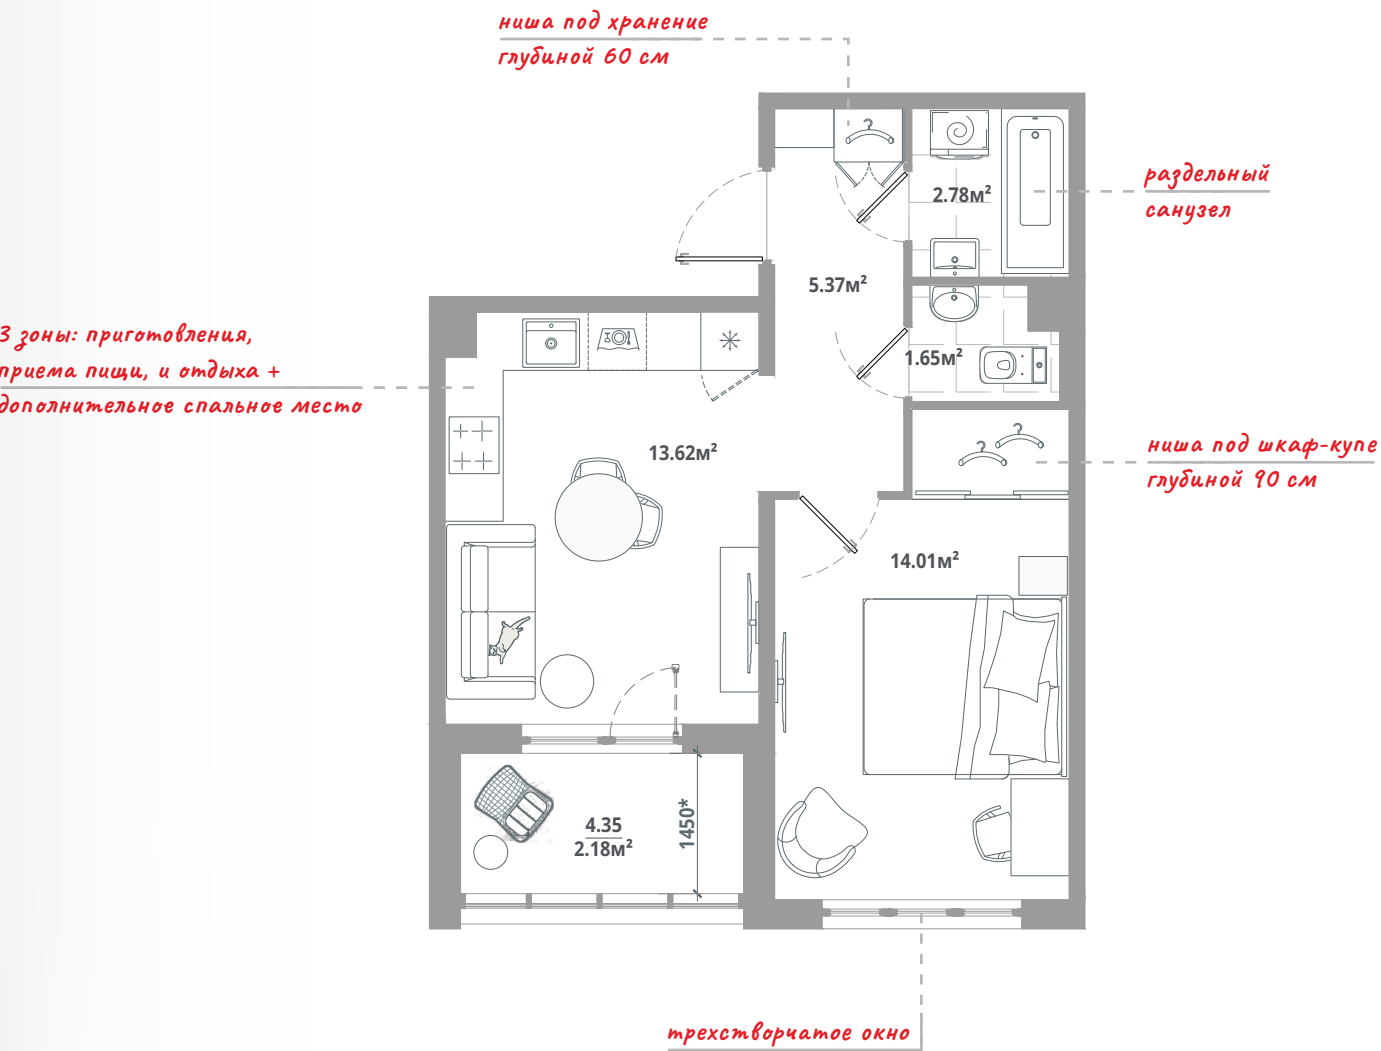 ниша под хранение
глубиной 60 см
раздельный
санузел
2.78м²
5.37м²
3 зоны: приготовления,
приема пищи, и отдыха +
дополнительное спальное место
1.65м²
13.62м²
ниша под шкаф-купе
глубиной 90 см
14.01м²
4.35
2.18м²
1450*
трехстворчатое окно